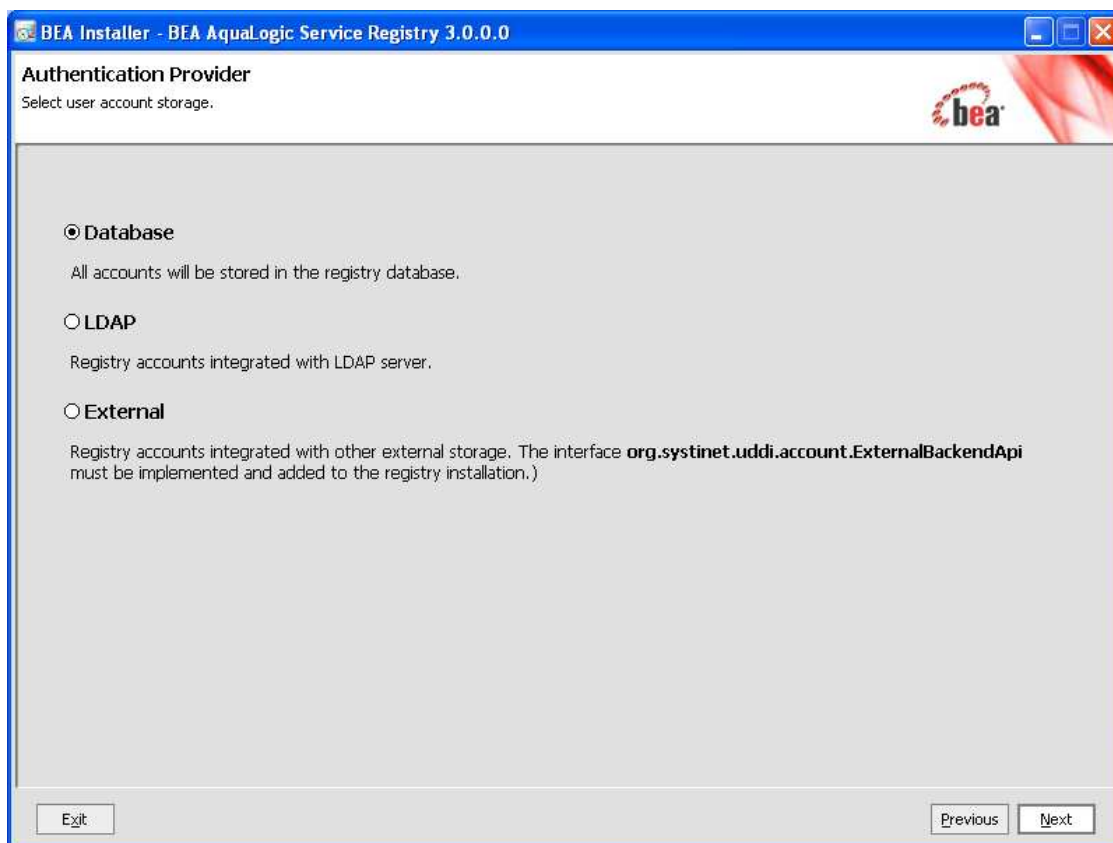 BEA Installer - BEA AquaLogic Service Registry 3.0.0.0
Authentication Provider
Select user account storage.
bea
Database
All accounts will be stored in the registry database.
LDAP
Registry accounts integrated with LDAP server.
External
Registry accounts integrated with other external storage. The interface org.systinet.uddi.account.ExternalBackendApi
must be implemented and added to the registry installation.)
Exit
Previous
Next